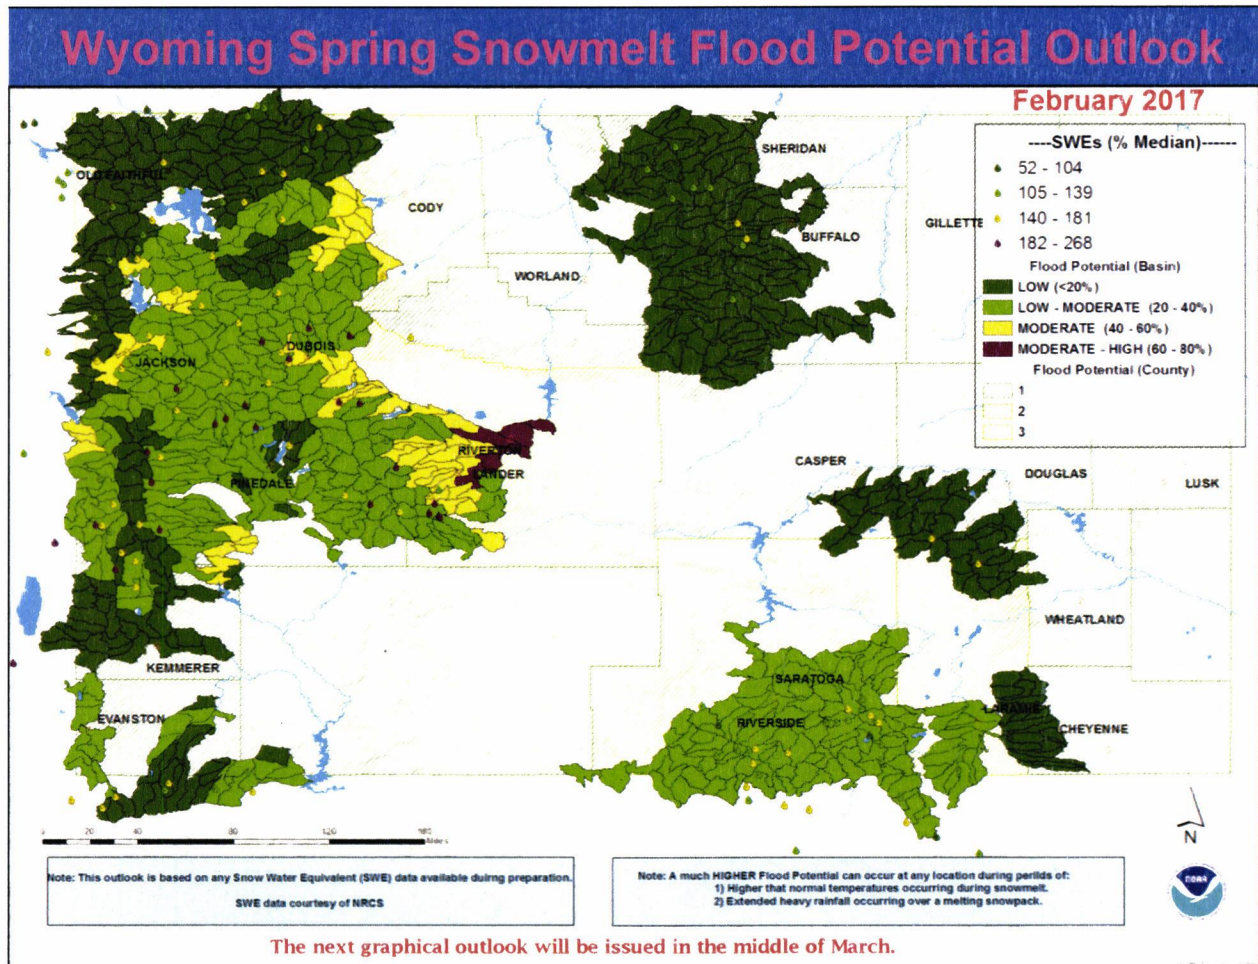 Wyoming Spring Snowmelt Flood Potential Outlook
February 2017
----SWEs (% Median)------
52 - 104
105 - 139
140 - 181
182 - 268
Flood Potential (Basin)
LOW (<20%)
LOW - MODERATE (20 - 40%)
MODERATE (40 - 60%)
MODERATE - HIGH (60 - 80%)
Flood Potential (County)
1
2
3
SHERIDAN
OLD FAITHFUL
CODY
GILLETTE
BUFFALO
WORLAND
DUBOIS
JACKSON
RIVERTON
LANDER
CASPER
DOUGLAS
LUSK
PINEDALE
WHEATLAND
KEMMERER
SARATOGA
LARAMIE
EVANSTON
RIVERSIDE
CHEYENNE
20 40 80 120 160
N
noaa
Note: This outlook is based on any Snow Water Equivalent (SWE) data available duirng preparation.
SWE data courtesy of NRCS
Note: A much HIGHER Flood Potential can occur at any location during perilds of:
1) Higher that normal temperatures occurring during snowmelt.
2) Extended heavy rainfall occurring over a melting snowpack.
The next graphical outlook will be issued in the middle of March.